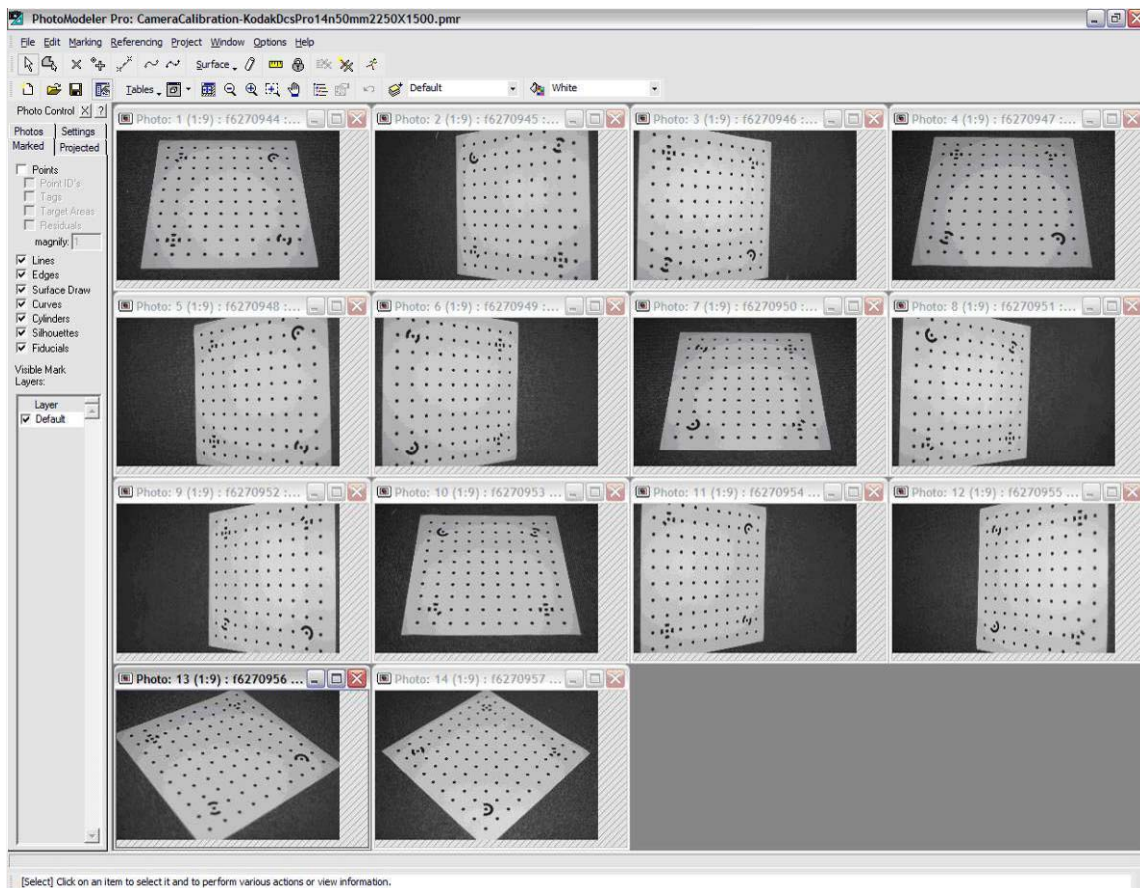 PhotoModeler Pro: CameraCalibration-KodakDcsPro14n50mm2250X1500.pmr
File Edit Marking Referencing Project Window Options Help
Surface
Tables Default White
Photo Control X ?
Photos Settings
Marked Projected
Points
Point ID's
Tags
Target Areas
Residuals
magnify: 1
Lines
Edges
Surface Draw
Curves
Cylinders
Silhouettes
Fiducials
Visible Mark
Layers:
Layer
Default
Photo: 1 (1:9) : f6270944 :...
Photo: 2 (1:9) : f6270945 :...
Photo: 3 (1:9) : f6270946 :...
Photo: 4 (1:9) : f6270947 :...
Photo: 5 (1:9) : f6270948 :...
Photo: 6 (1:9) : f6270949 :...
Photo: 7 (1:9) : f6270950 :...
Photo: 8 (1:9) : f6270951 :...
Photo: 9 (1:9) : f6270952 :...
Photo: 10 (1:9) : f6270953 ...
Photo: 11 (1:9) : f6270954 ...
Photo: 12 (1:9) : f6270955 ...
Photo: 13 (1:9) : f6270956 ...
Photo: 14 (1:9) : f6270957 ...
[Select] Click on an item to select it and to perform various actions or view information.